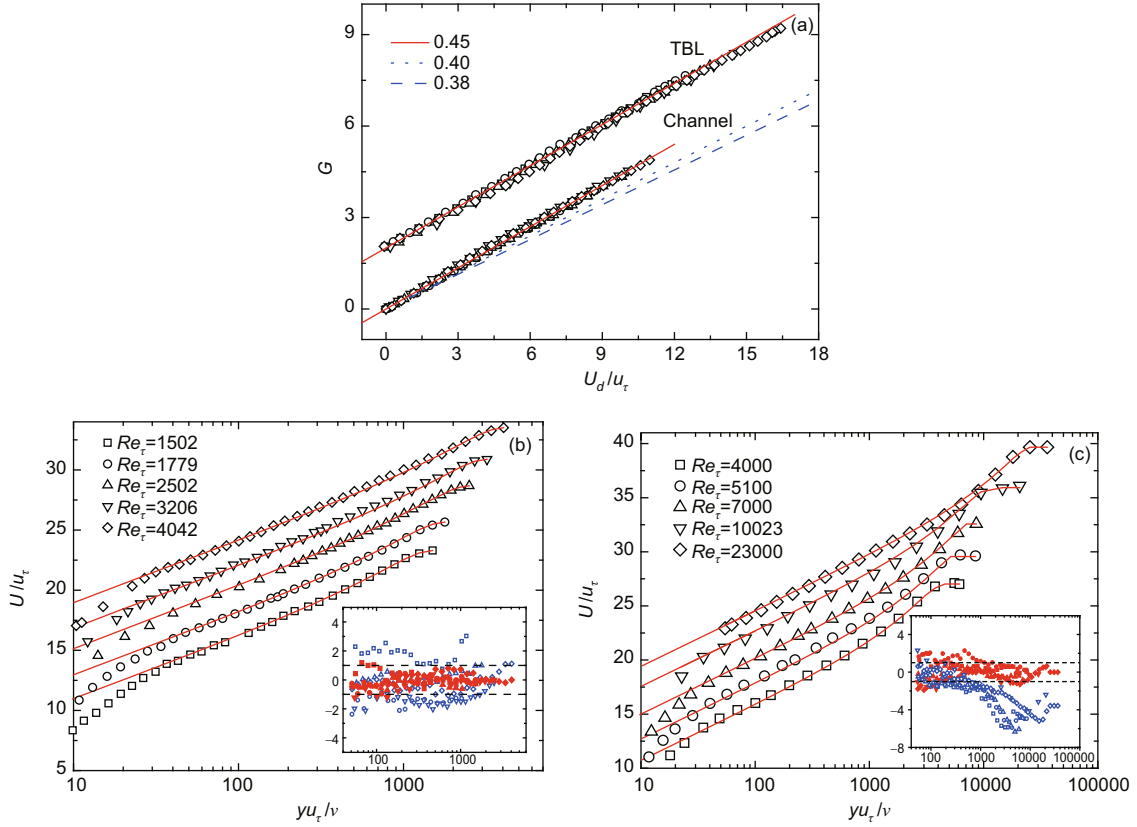 (a)
0.45
0.40
0.38
TBL
Channel
G
9
6
3
0
0 3 6 9 12 15 18
U_d/u_τ
(b)
Re_τ=1502
Re_τ=1779
Re_τ=2502
Re_τ=3206
Re_τ=4042
U/u_τ
30
25
20
15
10
5
10 100 1000
yu_τ/ν
4
2
0
-2
-4
100 1000
(c)
Re_τ=4000
Re_τ=5100
Re_τ=7000
Re_τ=10023
Re_τ=23000
U/u_τ
40
35
30
25
20
15
10
10 100 1000 10000 100000
yu_τ/ν
4
0
-4
-8
100 1000 10000 100000